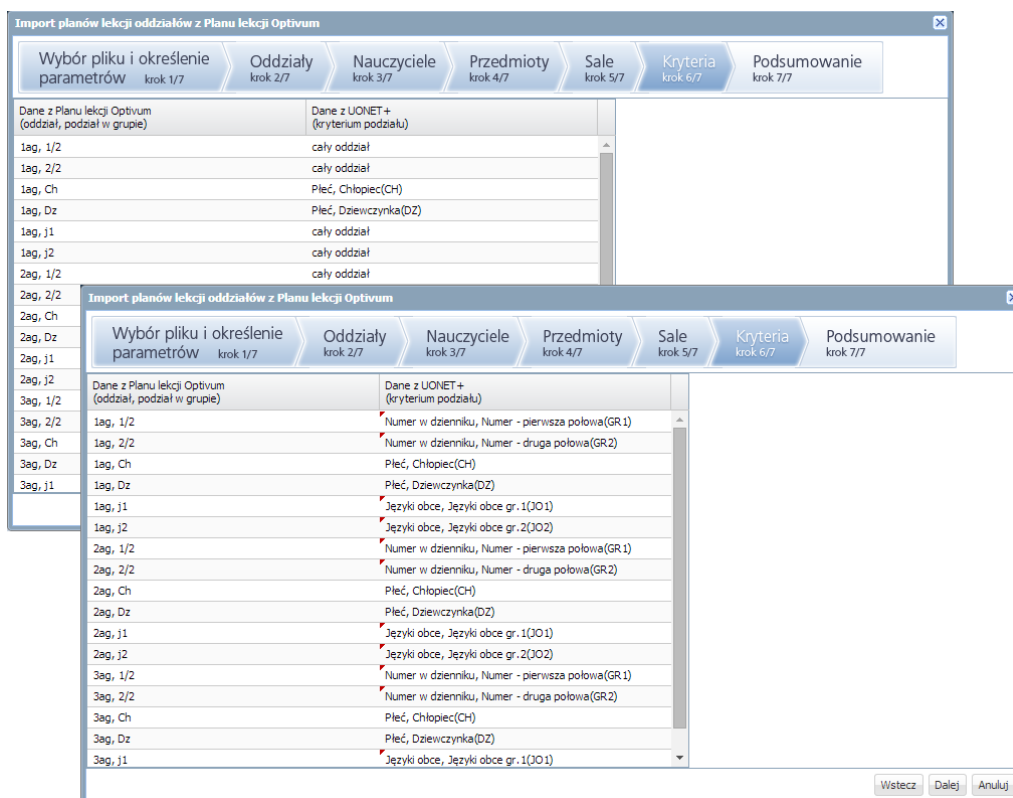 Import planów lekcji oddziałów z Planu lekcji Optivum
Wybór pliku i określenie
parametrów krok 1/7
Oddziały
krok 2/7
Nauczyciele
krok 3/7
Przedmioty
krok 4/7
Sale
krok 5/7
Kryteria
krok 6/7
Podsumowanie
krok 7/7
Dane z Planu lekcji Optivum
(oddział, podział w grupie)
Dane z UONET+
(kryterium podziału)
1ag, 1/2 cały oddział
1ag, 2/2 cały oddział
1ag, Ch Płeć, Chłopiec(CH)
1ag, Dz Płeć, Dziewczynka(DZ)
1ag, j1 cały oddział
1ag, j2 cały oddział
2ag, 1/2 cały oddział
2ag, 2/2
2ag, Ch
2ag, Dz
2ag, j1
2ag, j2
3ag, 1/2
3ag, 2/2
3ag, Ch
3ag, Dz
3ag, j1
Import planów lekcji oddziałów z Planu lekcji Optivum
Wybór pliku i określenie
parametrów krok 1/7
Oddziały
krok 2/7
Nauczyciele
krok 3/7
Przedmioty
krok 4/7
Sale
krok 5/7
Kryteria
krok 6/7
Podsumowanie
krok 7/7
Dane z Planu lekcji Optivum
(oddział, podział w grupie)
Dane z UONET+
(kryterium podziału)
1ag, 1/2 Numer w dzienniku, Numer - pierwsza połowa(GR1)
1ag, 2/2 Numer w dzienniku, Numer - druga połowa(GR2)
1ag, Ch Płeć, Chłopiec(CH)
1ag, Dz Płeć, Dziewczynka(DZ)
1ag, j1 Języki obce, Języki obce gr.1(JO1)
1ag, j2 Języki obce, Języki obce gr.2(JO2)
2ag, 1/2 Numer w dzienniku, Numer - pierwsza połowa(GR1)
2ag, 2/2 Numer w dzienniku, Numer - druga połowa(GR2)
2ag, Ch Płeć, Chłopiec(CH)
2ag, Dz Płeć, Dziewczynka(DZ)
2ag, j1 Języki obce, Języki obce gr.1(JO1)
2ag, j2 Języki obce, Języki obce gr.2(JO2)
3ag, 1/2 Numer w dzienniku, Numer - pierwsza połowa(GR1)
3ag, 2/2 Numer w dzienniku, Numer - druga połowa(GR2)
3ag, Ch Płeć, Chłopiec(CH)
3ag, Dz Płeć, Dziewczynka(DZ)
3ag, j1 Języki obce, Języki obce gr.1(JO1)
Wstecz Dalej Anuluj